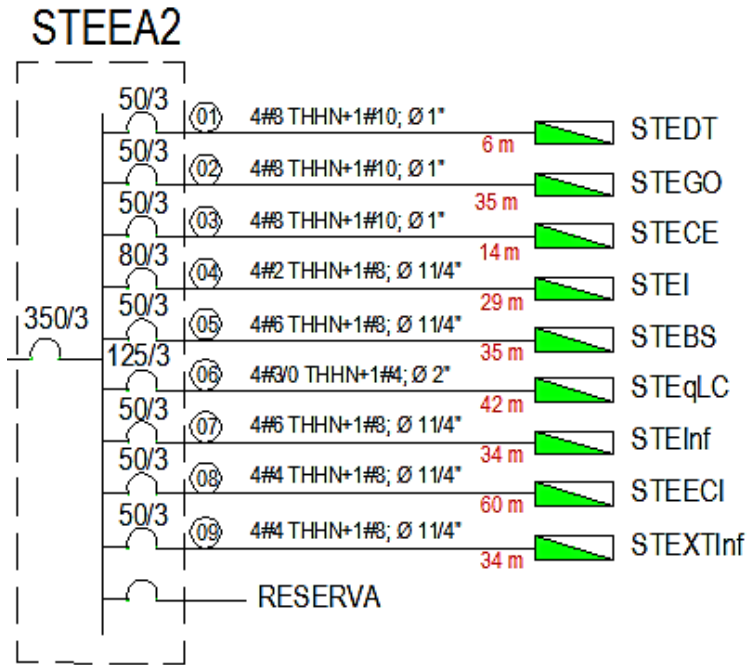 STEEA2
50/3 01 4#8 THHN+1#10; Ø 1" 6 m STEDT
50/3 02 4#8 THHN+1#10; Ø 1" 35 m STEGO
50/3 03 4#8 THHN+1#10; Ø 1" 14 m STECE
80/3 04 4#2 THHN+1#8; Ø 11/4" 29 m STEI
50/3 05 4#6 THHN+1#8; Ø 11/4" 35 m STEBS
350/3
125/3 06 4#3/0 THHN+1#4; Ø 2" 42 m STEqLC
50/3 07 4#6 THHN+1#8; Ø 11/4" 34 m STEInf
50/3 08 4#4 THHN+1#8; Ø 11/4" 60 m STEECI
50/3 09 4#4 THHN+1#8; Ø 11/4" 34 m STEXTInf
RESERVA